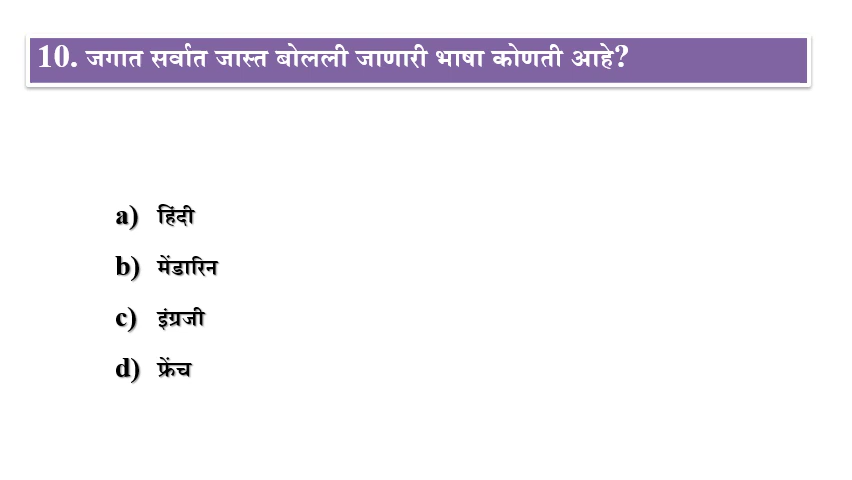 10. जगात सर्वात जास्त बोलली जाणारी भाषा कोणती आहे?
a) हिंदी
b) मेंडारिन
c) इंग्रजी
d) फ्रेंच